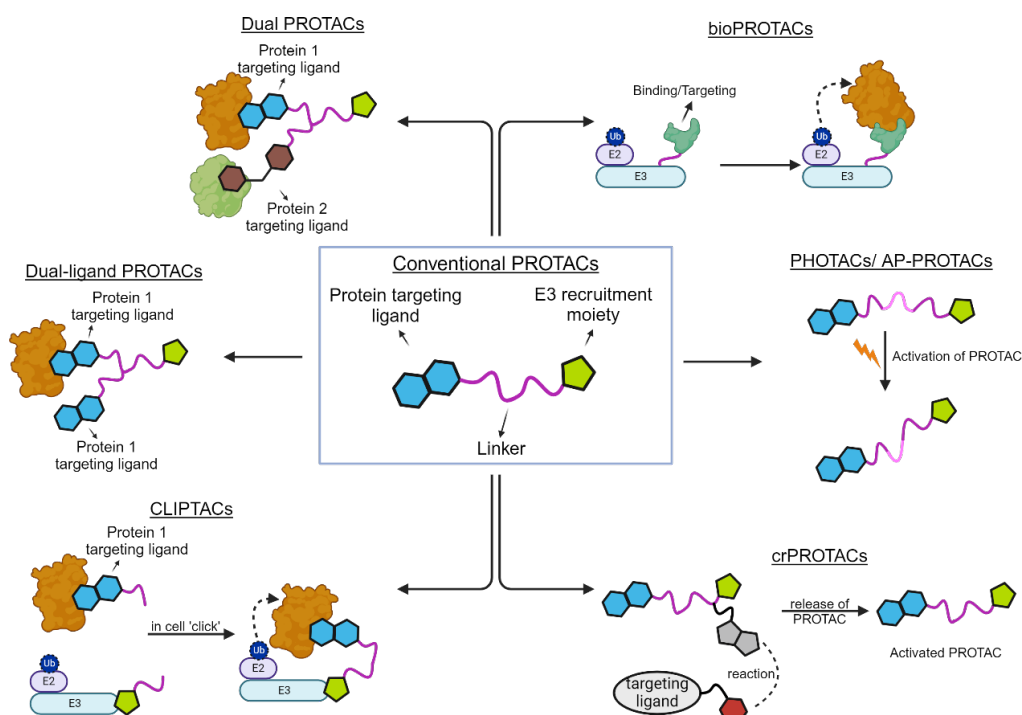 Dual PROTACs
Protein 1
targeting ligand
Protein 2
targeting ligand
bioPROTACs
Binding/Targeting
Ub
E2
E3
Ub
E2
E3
Dual-ligand PROTACs
Protein 1
targeting ligand
Protein 1
targeting ligand
Conventional PROTACs
Protein targeting
ligand
E3 recruitment
moiety
Linker
PHOTACs/ AP-PROTACs
Activation of PROTAC
CLIPTACs
Protein 1
targeting ligand
in cell 'click'
Ub
E2
E3
Ub
E2
E3
crPROTACs
release of
PROTAC
Activated PROTAC
reaction
targeting
ligand